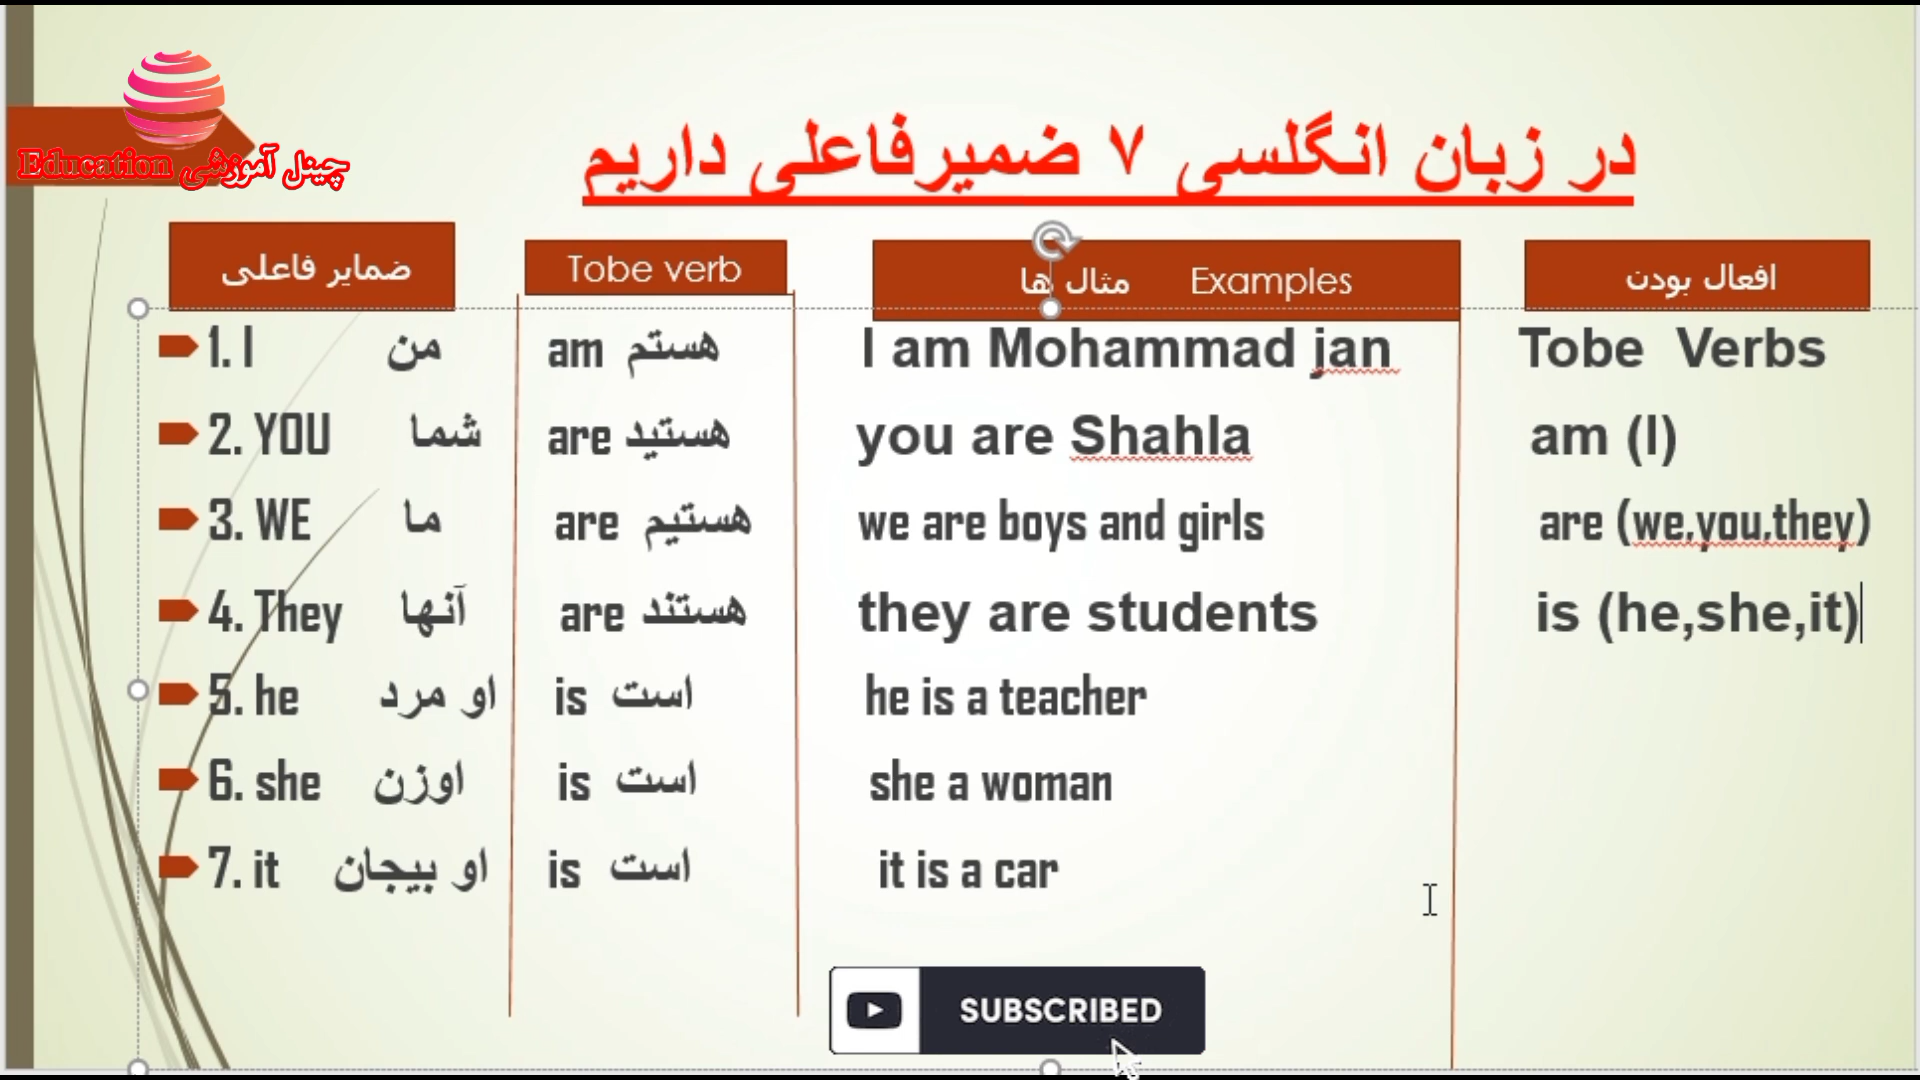 چینل آموزشی Education
در زبان انگلسی ۷ ضمیرفاعلی داریم
ضمایر فاعلی Tobe verb مثال ها Examples افعال بودن
1. I من am هستم I am Mohammad jan Tobe Verbs
2. YOU شما are هستید you are Shahla am (I)
3. WE ما are هستیم we are boys and girls are (we,you,they)
4. They آنها are هستند they are students is (he,she,it)
5. he او مرد is است he is a teacher
6. she اوزن is است she a woman
7. it او بیجان is است it is a car
SUBSCRIBED